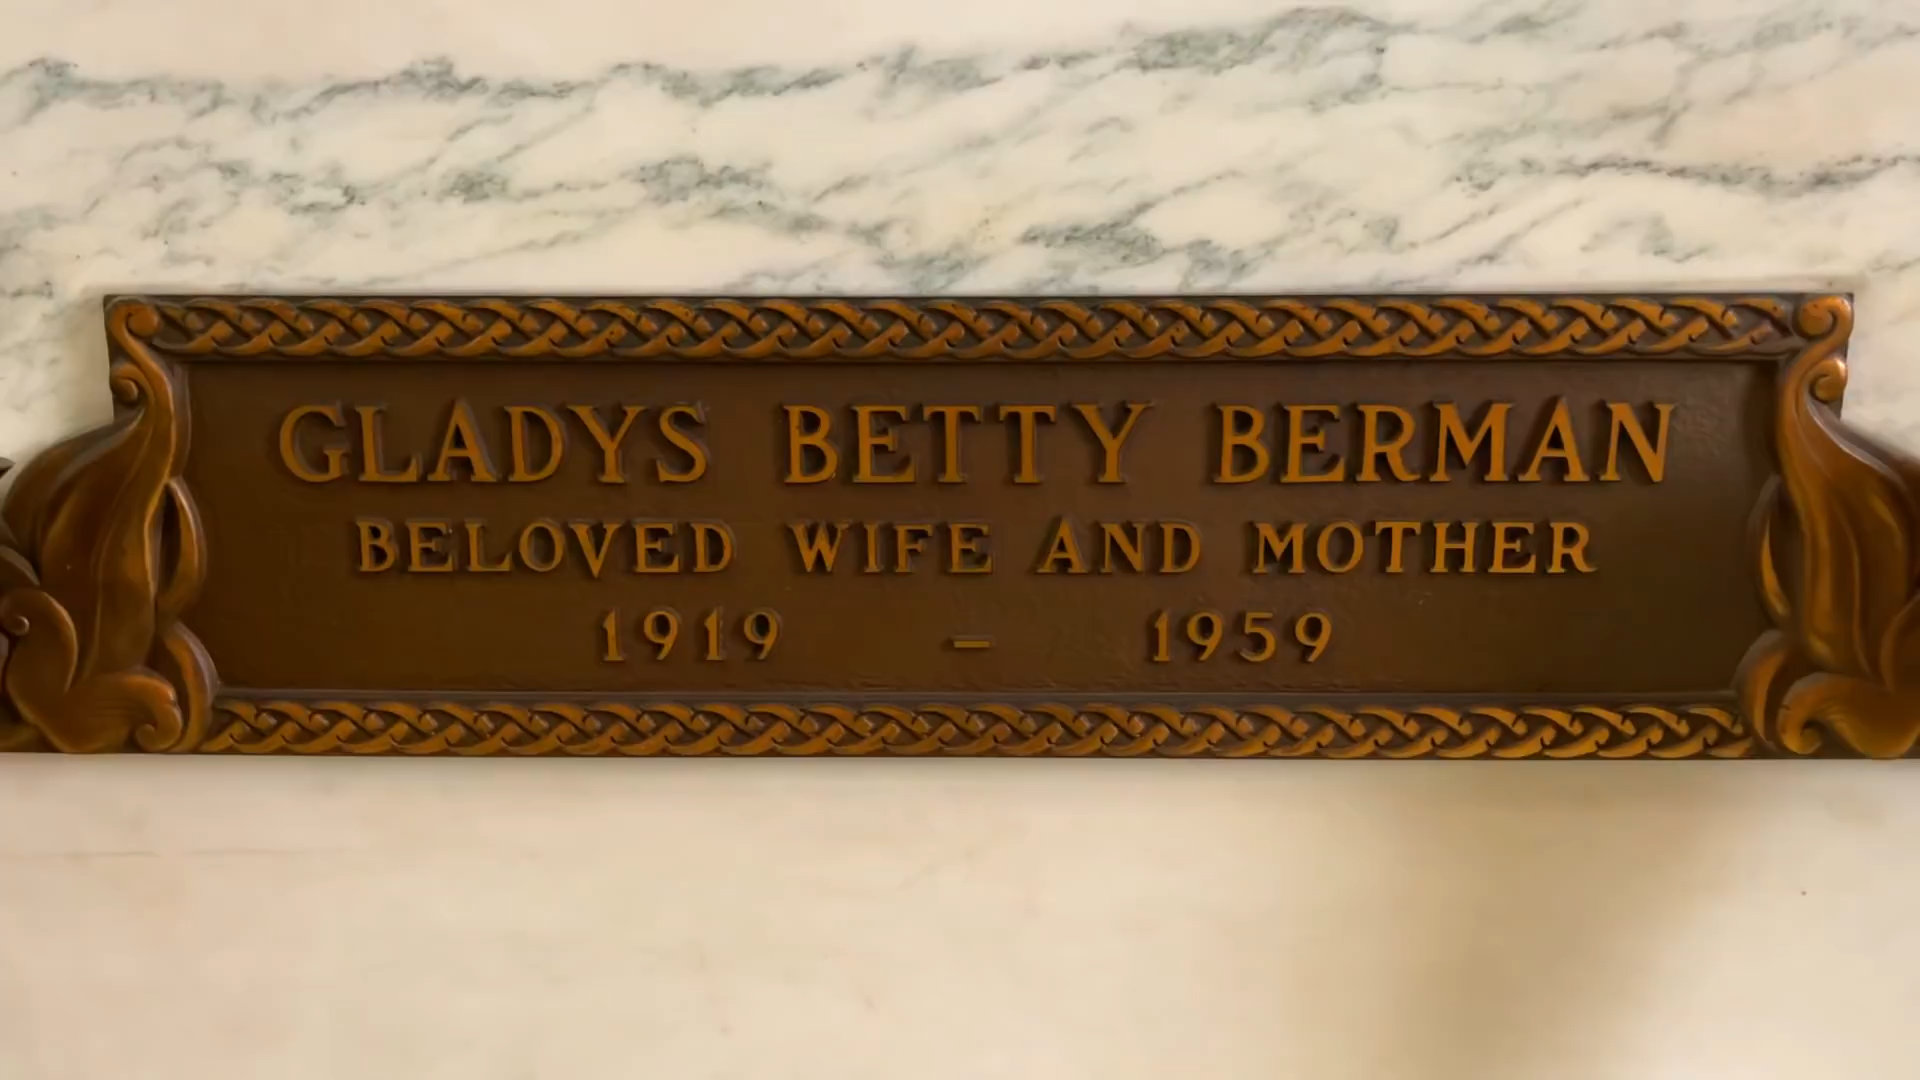 GLADYS BETTY BERMAN
BELOVED WIFE AND MOTHER
1919 – 1959